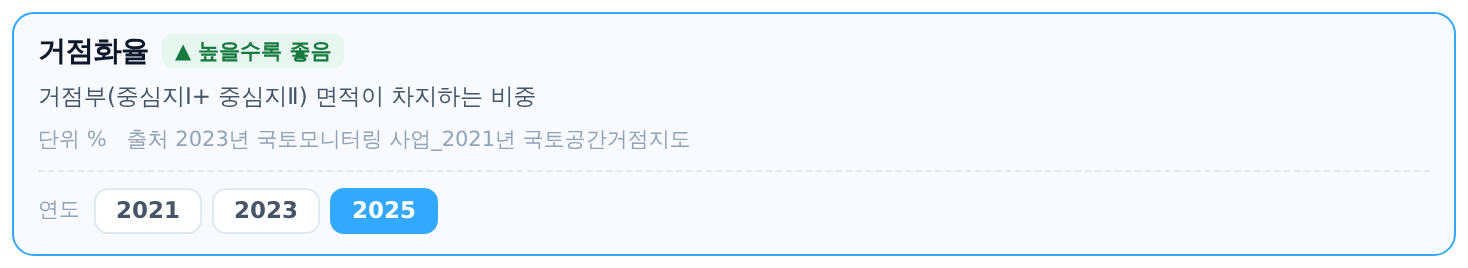 거점화율 ▲ 높을수록 좋음
거점부(중심지Ⅰ+ 중심지Ⅱ) 면적이 차지하는 비중
단위 % 출처 2023년 국토모니터링 사업_2021년 국토공간거점지도
연도 2021 2023 2025